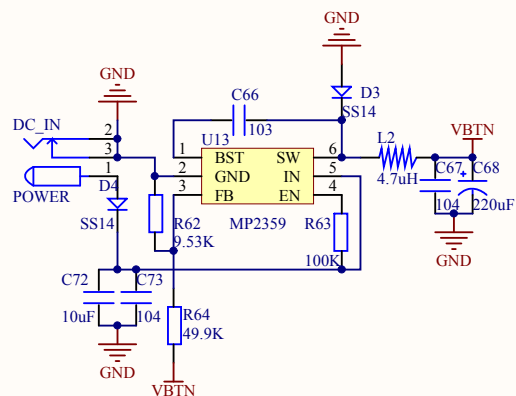 GND
GND
C66
D3
SS14
103
DC_IN
2
3
1
POWER
D4
SS14
U13
1 BST SW 6
2 GND IN 5
3 FB EN 4
MP2359
L2
4.7uH
VBTN
C67
104
C68
+
220uF
GND
R62
9.53K
R63
100K
C72
10uF
C73
104
GND
R64
49.9K
VBTN